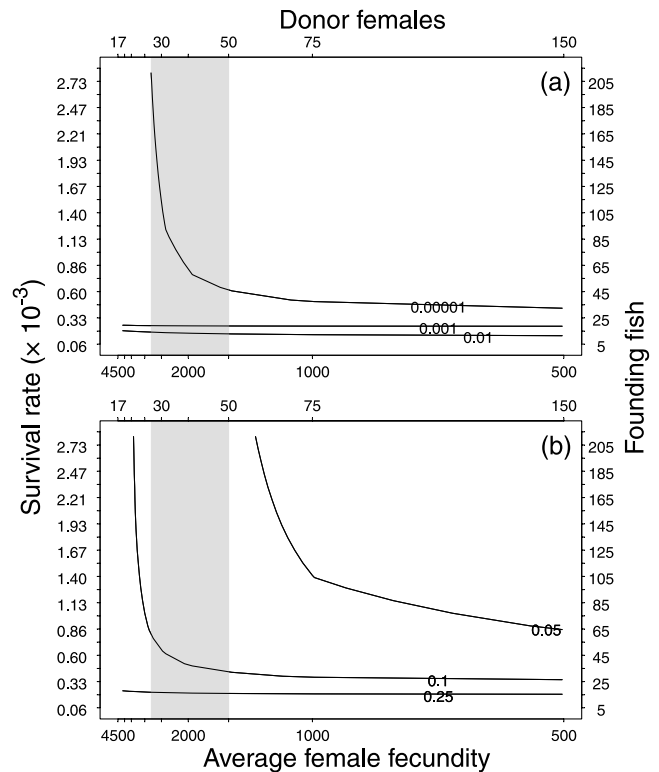 Donor females
17 30 50 75 150
(a)
2.73 205
2.47 185
2.21 165
1.93 145
1.67 125
1.40 105
1.13 85
0.86 65
0.60 45
0.00001
0.33 25
0.001
0.01
0.06 5
4500 2000 1000 500
Survival rate (× 10⁻³)
Founding fish
17 30 50 75 150
(b)
2.73 205
2.47 185
2.21 165
1.93 145
1.67 125
1.40 105
1.13 85
0.86 65
0.05
0.60 45
0.1
0.33 25
0.25
0.06 5
4500 2000 1000 500
Average female fecundity